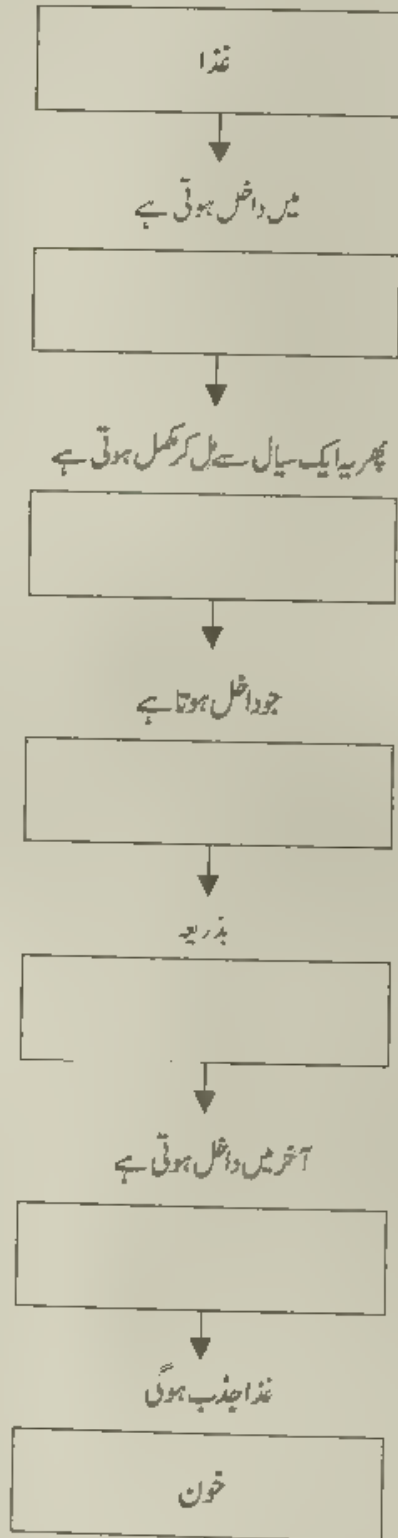 غذا
میں داخل ہوتی ہے
پھر یہ ایک سیال سے مل کر مکمل ہوتی ہے
جو داخل ہوتا ہے
بذریعہ
آخر میں داخل ہوتی ہے
غذا جذب ہوگی
خون